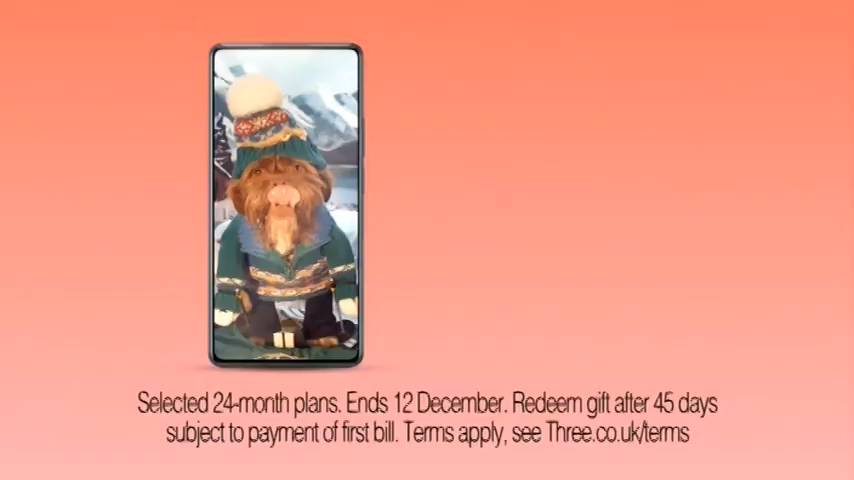 Selected 24-month plans. Ends 12 December. Redeem gift after 45 days
subject to payment of first bill. Terms apply, see Three.co.uk/terms